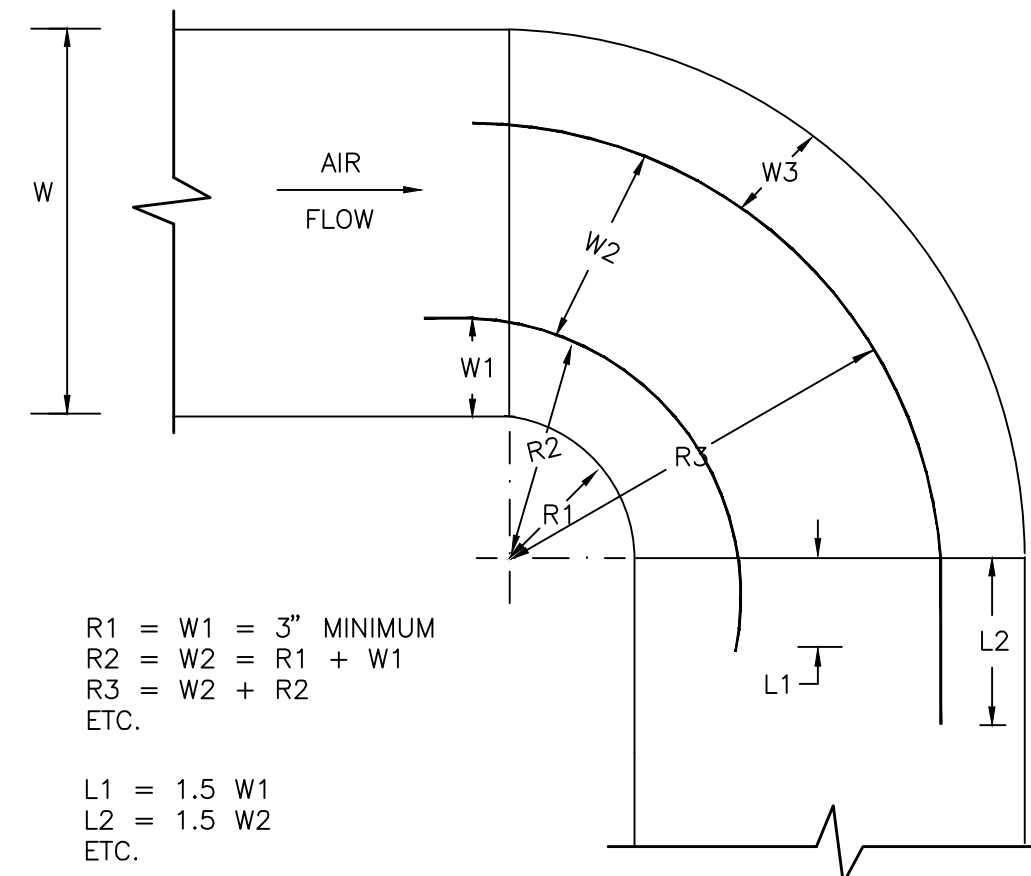 W
AIR
FLOW
W3
W2
W1
R2
R3
R1
L2
L1
R1 = W1 = 3" MINIMUM
R2 = W2 = R1 + W1
R3 = W2 + R2
ETC.
L1 = 1.5 W1
L2 = 1.5 W2
ETC.